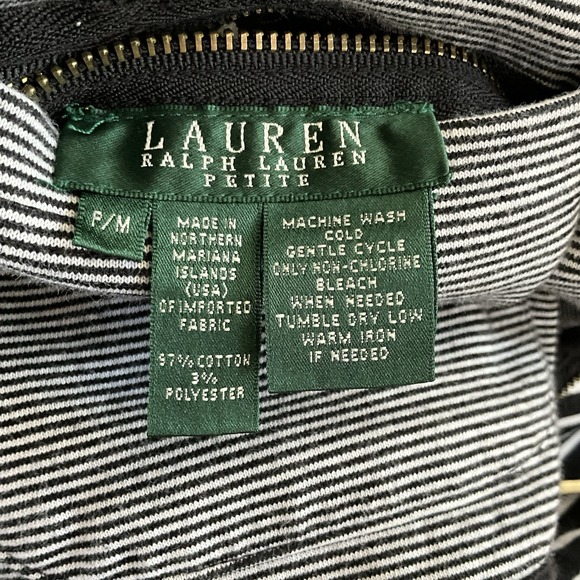 LAUREN
RALPH LAUREN
PETITE
P/M
MADE IN
NORTHERN
MARIANA
ISLANDS
(USA)
OF IMPORTED
FABRIC
97% COTTON
3%
POLYESTER
MACHINE WASH
COLD
GENTLE CYCLE
ONLY NON-CHLORINE
BLEACH
WHEN NEEDED
TUMBLE DRY LOW
WARM IRON
IF NEEDED